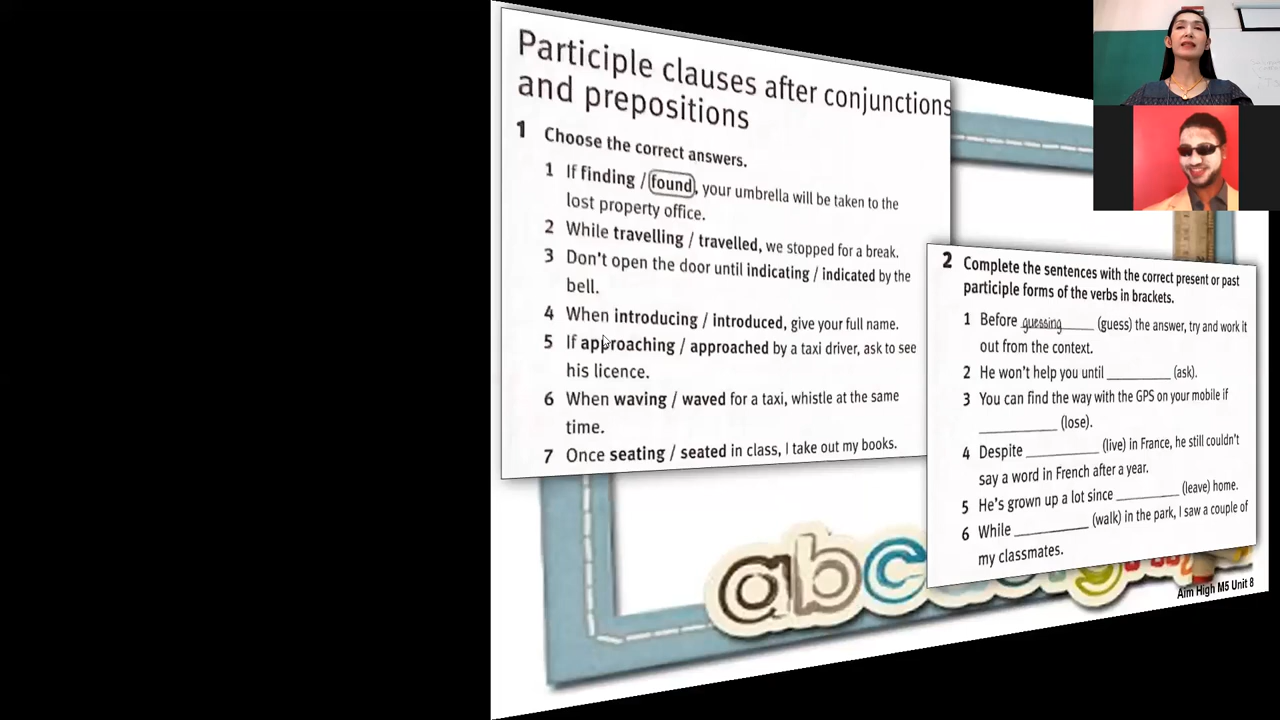 Participle clauses after conjunctions
and prepositions
1 Choose the correct answers.
1 If finding / found, your umbrella will be taken to the
lost property office.
2 While travelling / travelled, we stopped for a break.
3 Don't open the door until indicating / indicated by the
bell.
4 When introducing / introduced, give your full name.
5 If approaching / approached by a taxi driver, ask to see
his licence.
6 When waving / waved for a taxi, whistle at the same
time.
7 Once seating / seated in class, I take out my books.
2 Complete the sentences with the correct present or past
participle forms of the verbs in brackets.
1 Before guessing (guess) the answer, try and work it
out from the context.
2 He won't help you until __________ (ask).
3 You can find the way with the GPS on your mobile if
__________ (lose).
4 Despite __________ (live) in France, he still couldn't
say a word in French after a year.
5 He's grown up a lot since __________ (leave) home.
6 While __________ (walk) in the park, I saw a couple of
my classmates.
abc
Aim High M5 Unit 8